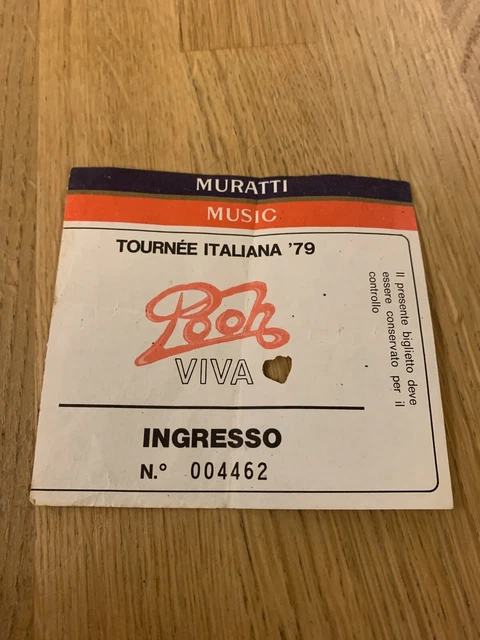 MURATTI
MUSIC
TOURNÉE ITALIANA '79
Pooh
VIVA
INGRESSO
N.° 004462
Il presente biglietto deve
essere conservato per il
controllo